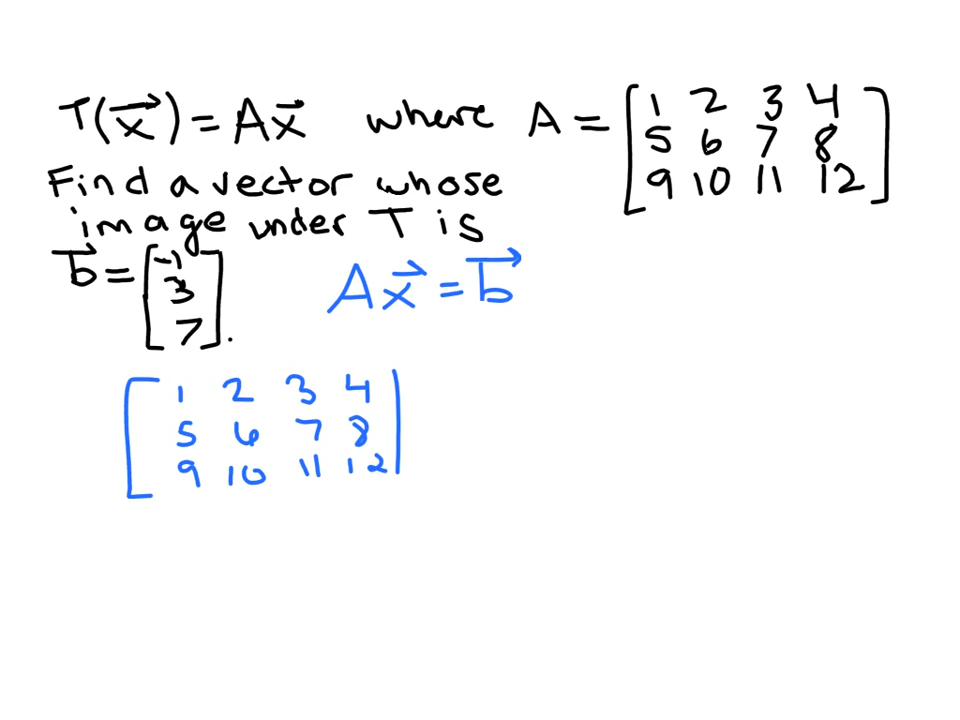 T(x⃗) = Ax⃗ where A = [1 2 3 4
5 6 7 8
9 10 11 12]
Find a vector whose
image under T is
b⃗ = [-1
3
7].
Ax⃗ = b⃗
[1 2 3 4|
5 6 7 8
9 10 11 12